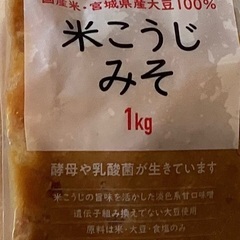 国産米・宮城県産大豆100%
米こうじ
みそ
1kg
酵母や乳酸菌が生きています
米こうじの旨味を活かした淡色系甘口味噌
遺伝子組み換えでない大豆使用
原料は米・大豆・食塩のみ